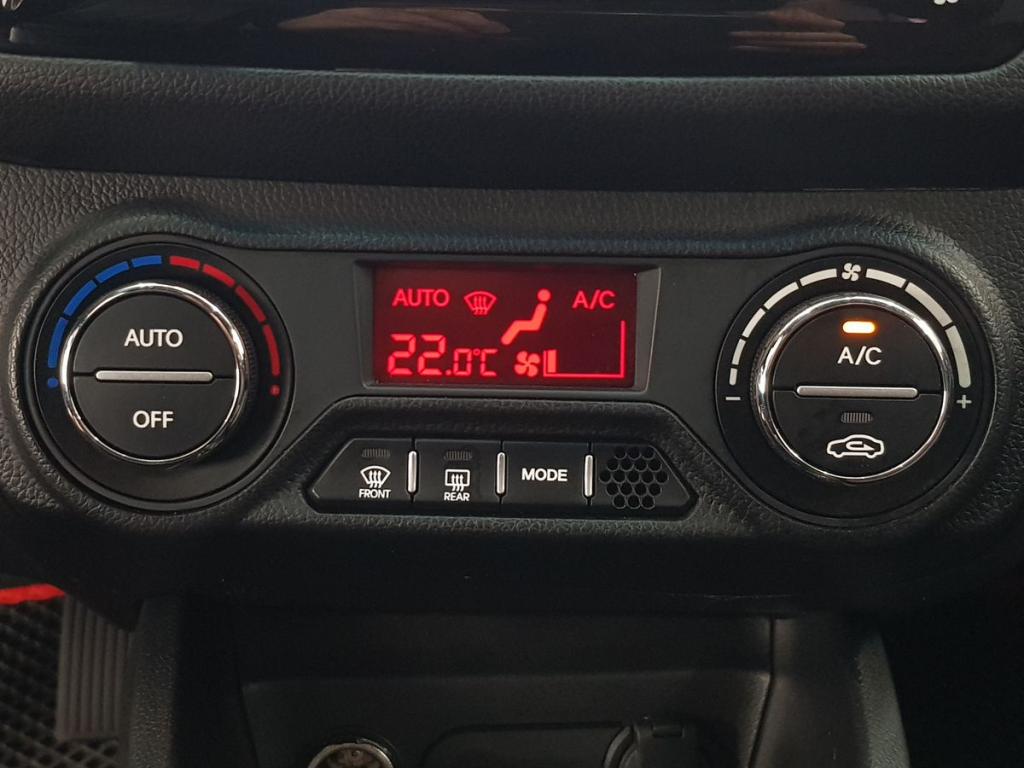 AUTO A/C
22.0°C
AUTO
OFF
A/C
- +
FRONT
REAR
MODE